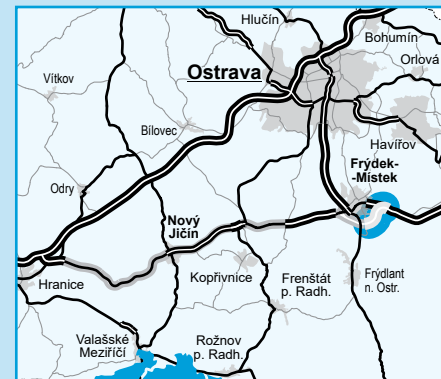 Hlučín
Bohumín
Orlová
Ostrava
Vítkov
Bílovec
Havířov
Frýdek-
-Místek
Odry
Nový
Jičín
Hranice
Kopřivnice
Frenštát
p. Radh.
Frýdlant
n. Ostr.
Valašské
Meziříčí
Rožnov
p. Radh.